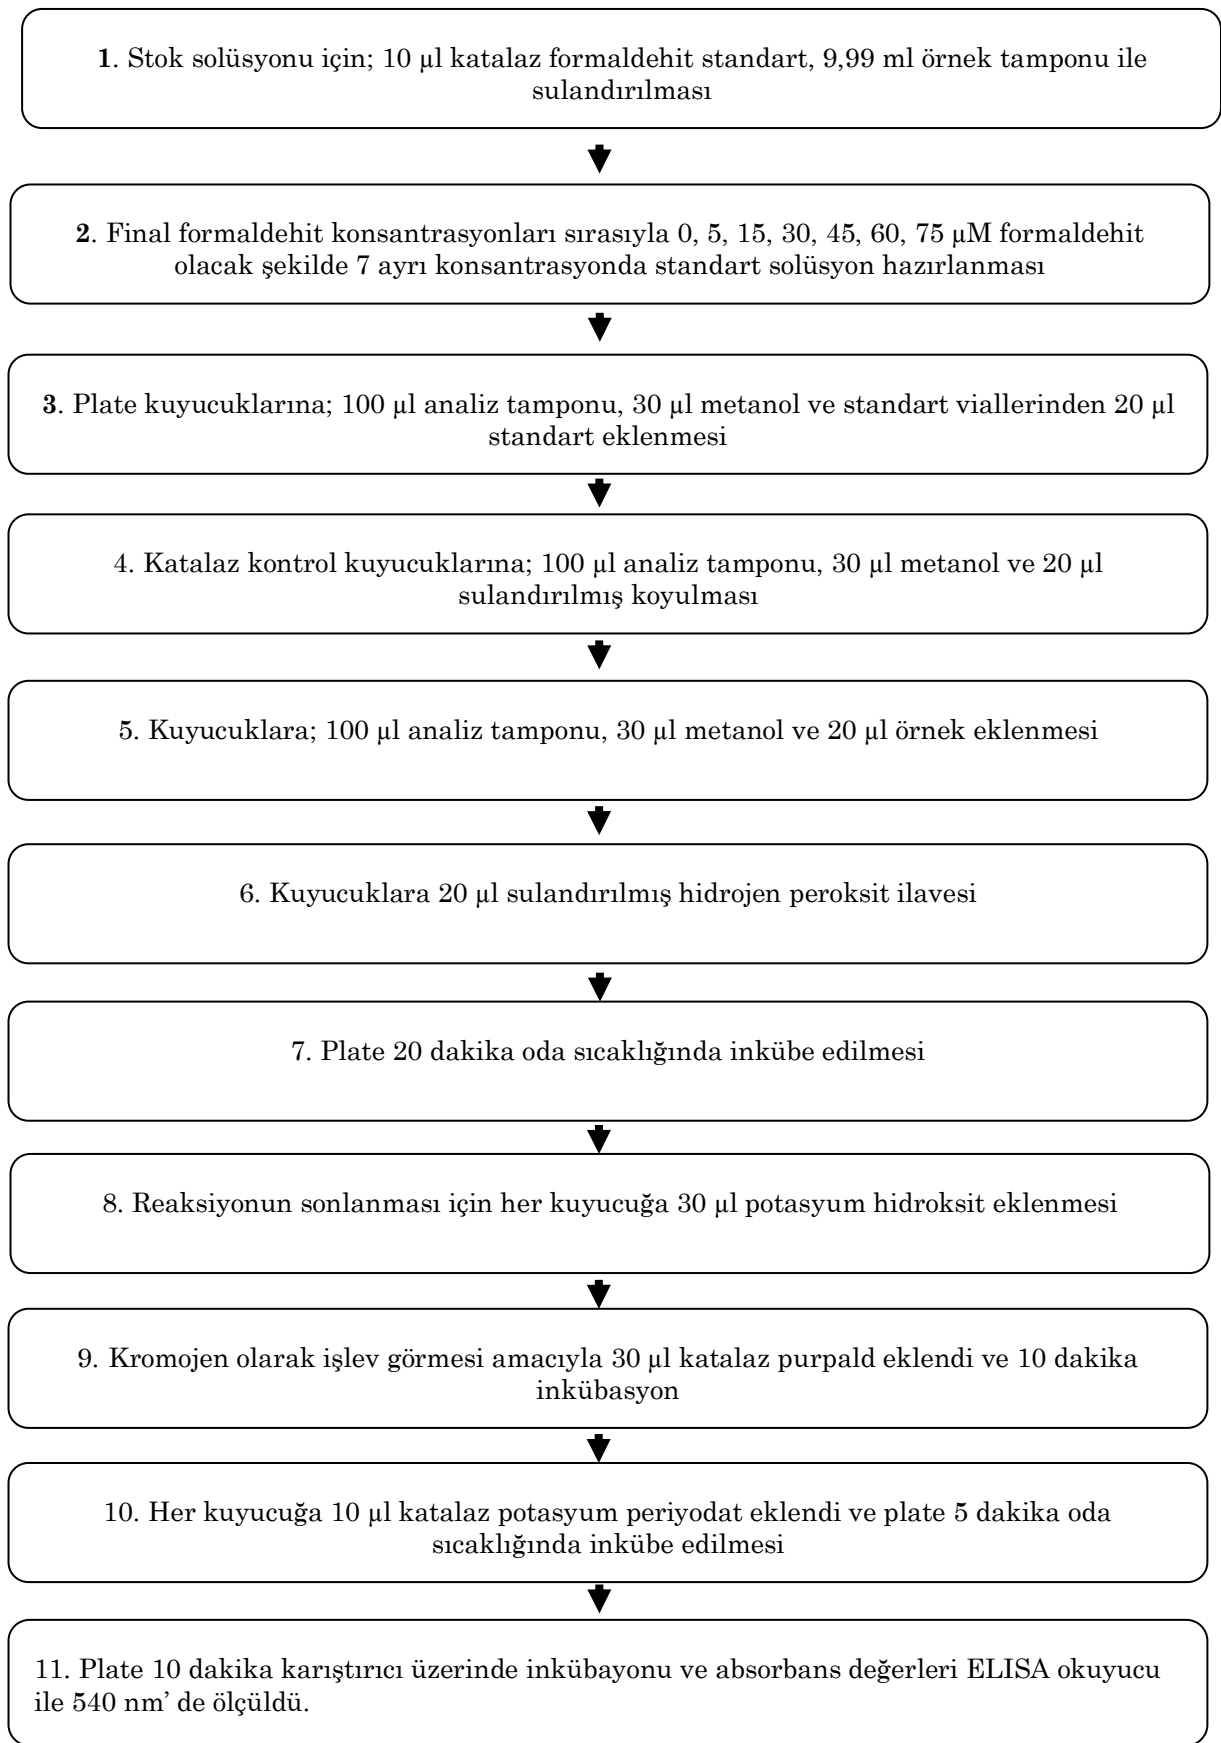 1. Stok solüsyonu için; 10 µl katalaz formaldehit standart, 9,99 ml örnek tamponu ile
sulandırılması
2. Final formaldehit konsantrasyonları sırasıyla 0, 5, 15, 30, 45, 60, 75 µM formaldehit
olacak şekilde 7 ayrı konsantrasyonda standart solüsyon hazırlanması
3. Plate kuyucuklarına; 100 µl analiz tamponu, 30 µl metanol ve standart viallerinden 20 µl
standart eklenmesi
4. Katalaz kontrol kuyucuklarına; 100 µl analiz tamponu, 30 µl metanol ve 20 µl
sulandırılmış koyulması
5. Kuyucuklara; 100 µl analiz tamponu, 30 µl metanol ve 20 µl örnek eklenmesi
6. Kuyucuklara 20 µl sulandırılmış hidrojen peroksit ilavesi
7. Plate 20 dakika oda sıcaklığında inkübe edilmesi
8. Reaksiyonun sonlanması için her kuyucuğa 30 µl potasyum hidroksit eklenmesi
9. Kromojen olarak işlev görmesi amacıyla 30 µl katalaz purpald eklendi ve 10 dakika
inkübasyon
10. Her kuyucuğa 10 µl katalaz potasyum periyodat eklendi ve plate 5 dakika oda
sıcaklığında inkübe edilmesi
11. Plate 10 dakika karıştırıcı üzerinde inkübayonu ve absorbans değerleri ELISA okuyucu
ile 540 nm’ de ölçüldü.